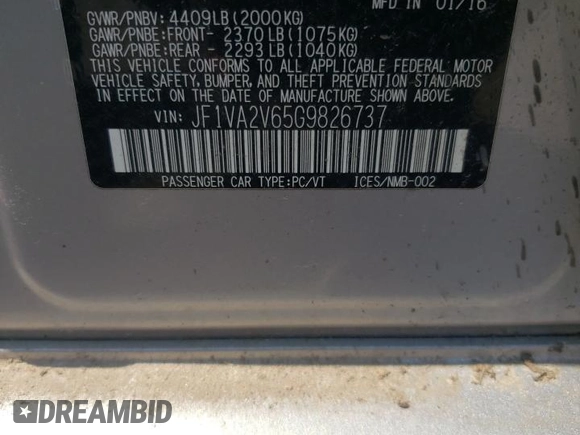 MFD IN 01/16
GVWR/PNBV: 4409LB(2000KG)
GAWR/PNBE:FRONT- 2370LB(1075KG)
GAWR/PNBE:REAR - 2293LB(1040KG)
THIS VEHICLE CONFORMS TO ALL APPLICABLE FEDERAL MOTOR
VEHICLE SAFETY, BUMPER, AND THEFT PREVENTION STANDARDS
IN EFFECT ON THE DATE OF MANUFACTURE SHOWN ABOVE.
VIN: JF1VA2V65G9826737
PASSENGER CAR TYPE:PC/VT ICES/NMB-002
DREAMBID